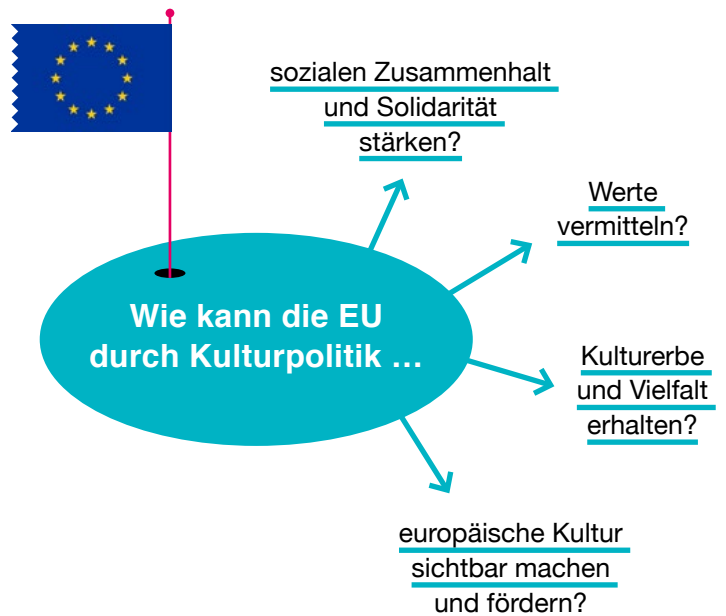 sozialen Zusammenhalt
und Solidarität
stärken?
Werte
vermitteln?
Wie kann die EU
durch Kulturpolitik …
Kulturerbe
und Vielfalt
erhalten?
europäische Kultur
sichtbar machen
und fördern?